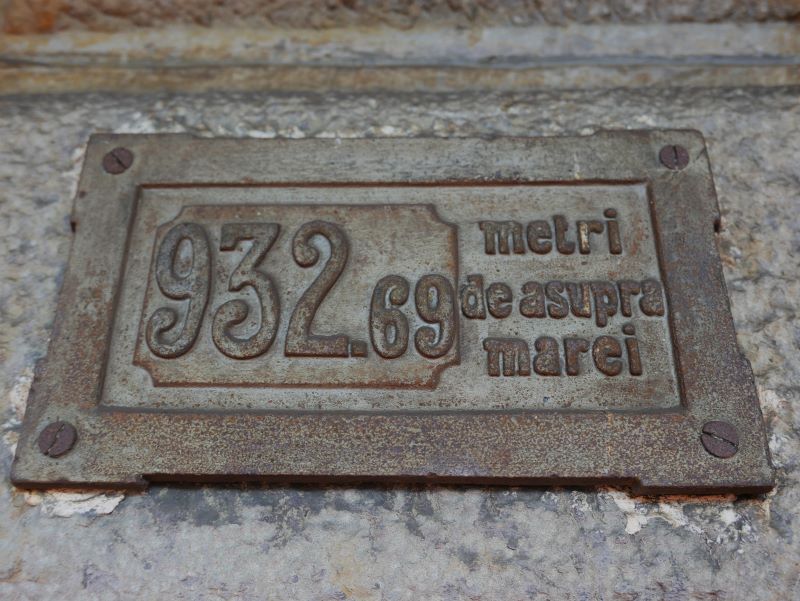 932.69
metri
de asupra
marei